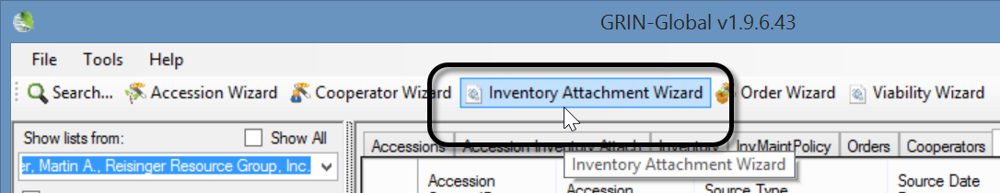 GRIN-Global v1.9.6.43
File Tools Help
Search... Accession Wizard Cooperator Wizard Inventory Attachment Wizard Order Wizard Viability Wizard
Show lists from: Show All
Accessions Accession Inventory Attach Inventory InvMaintPolicy Orders Cooperators
er, Martin A., Reisinger Resource Group, Inc.
Inventory Attachment Wizard
Accession Accession Source Type Source Date